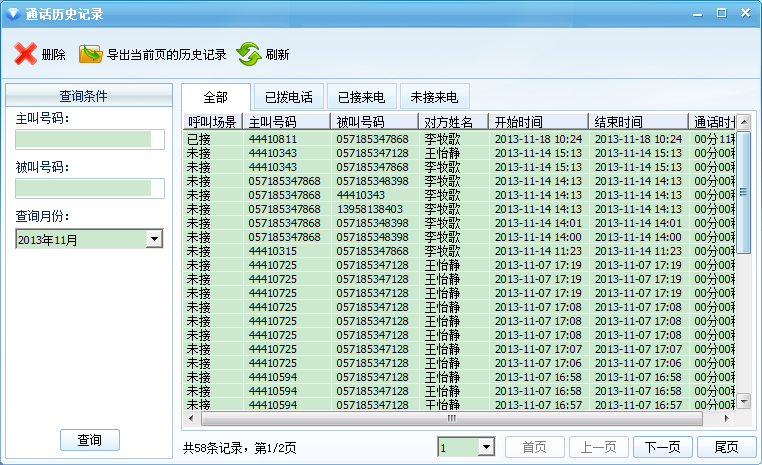 通话历史记录
删除 导出当前页的历史记录 刷新
查询条件
主叫号码:
被叫号码:
查询月份:
2013年11月
查询
全部 已拨电话 已接来电 未接来电
呼叫场景 主叫号码 被叫号码 对方姓名 开始时间 结束时间 通话时长
已接 44410811 057185347868 李牧歌 2013-11-18 10:24 2013-11-18 10:24 00分11秒
未接 44410343 057185347128 王怡静 2013-11-14 15:13 2013-11-14 15:13 00分00秒
未接 44410343 057185347868 李牧歌 2013-11-14 15:13 2013-11-14 15:13 00分00秒
未接 057185347868 057185348398 李牧歌 2013-11-14 14:13 2013-11-14 14:13 00分00秒
未接 057185347868 44410343 李牧歌 2013-11-14 14:13 2013-11-14 14:13 00分00秒
未接 057185347868 13958138403 李牧歌 2013-11-14 14:13 2013-11-14 14:13 00分00秒
未接 057185347868 057185348398 李牧歌 2013-11-14 14:01 2013-11-14 14:01 00分00秒
未接 057185347868 057185348398 李牧歌 2013-11-14 14:00 2013-11-14 14:00 00分00秒
未接 44410315 057185347868 李牧歌 2013-11-14 11:23 2013-11-14 11:23 00分00秒
未接 44410725 057185347128 王怡静 2013-11-07 17:19 2013-11-07 17:19 00分00秒
未接 44410725 057185347128 王怡静 2013-11-07 17:19 2013-11-07 17:19 00分00秒
未接 44410725 057185347128 王怡静 2013-11-07 17:19 2013-11-07 17:19 00分00秒
未接 44410725 057185347128 王怡静 2013-11-07 17:08 2013-11-07 17:08 00分00秒
未接 44410725 057185347128 王怡静 2013-11-07 17:08 2013-11-07 17:08 00分00秒
未接 44410725 057185347128 王怡静 2013-11-07 17:08 2013-11-07 17:08 00分00秒
未接 44410725 057185347128 王怡静 2013-11-07 17:07 2013-11-07 17:07 00分00秒
未接 44410725 057185347128 王怡静 2013-11-07 17:06 2013-11-07 17:06 00分00秒
未接 44410594 057185347128 王怡静 2013-11-07 16:58 2013-11-07 16:58 00分00秒
未接 44410594 057185347128 王怡静 2013-11-07 16:58 2013-11-07 16:58 00分00秒
未接 44410594 057185347128 王怡静 2013-11-07 16:57 2013-11-07 16:57 00分00秒
共58条记录，第1/2页 1 首页 上一页 下一页 尾页